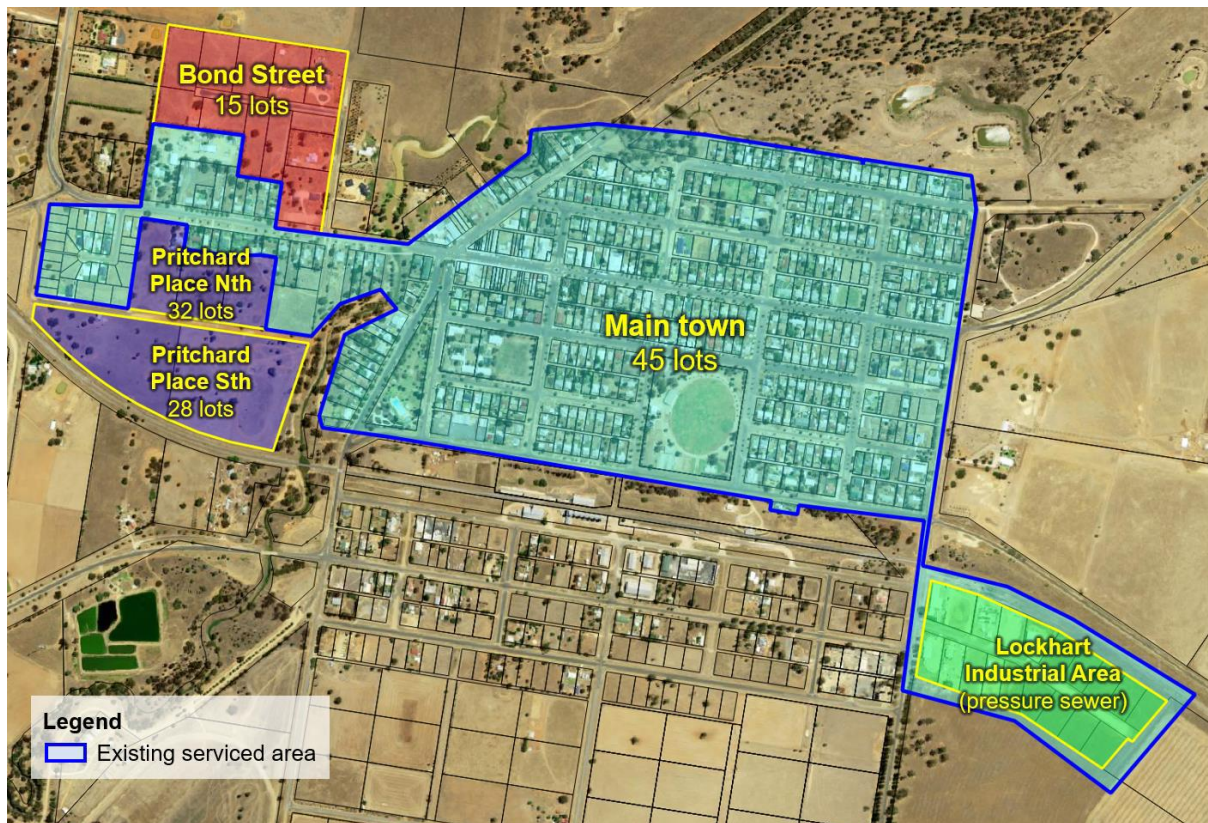 Bond Street
15 lots
Pritchard
Place Nth
32 lots
Main town
45 lots
Pritchard
Place Sth
28 lots
Lockhart
Industrial Area
(pressure sewer)
Legend
Existing serviced area